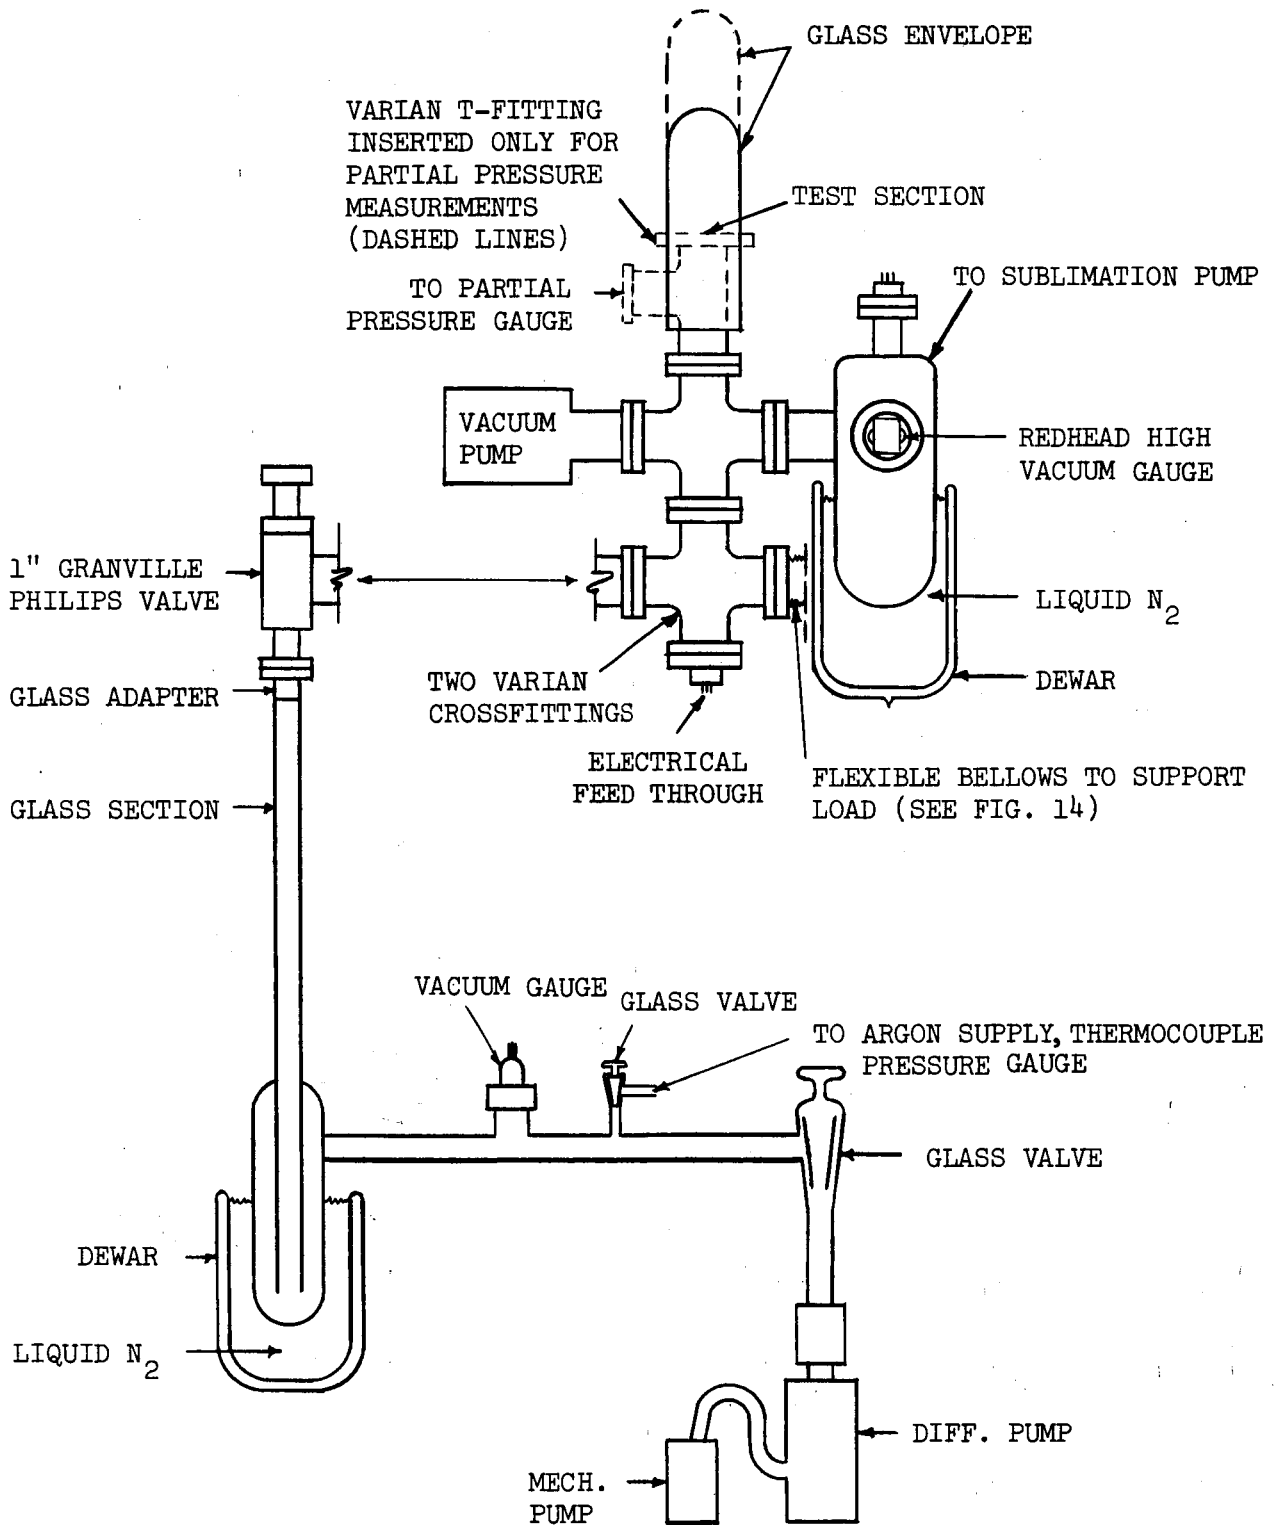 GLASS ENVELOPE
VARIAN T-FITTING
INSERTED ONLY FOR
PARTIAL PRESSURE
MEASUREMENTS
(DASHED LINES)
TEST SECTION
TO PARTIAL
PRESSURE GAUGE
TO SUBLIMATION PUMP
VACUUM
PUMP
REDHEAD HIGH
VACUUM GAUGE
1" GRANVILLE
PHILIPS VALVE
LIQUID N2
GLASS ADAPTER
TWO VARIAN
CROSSFITTINGS
DEWAR
ELECTRICAL
FEED THROUGH
FLEXIBLE BELLOWS TO SUPPORT
LOAD (SEE FIG. 14)
GLASS SECTION
VACUUM GAUGE
GLASS VALVE
TO ARGON SUPPLY, THERMOCOUPLE
PRESSURE GAUGE
GLASS VALVE
DEWAR
LIQUID N2
DIFF. PUMP
MECH.
PUMP